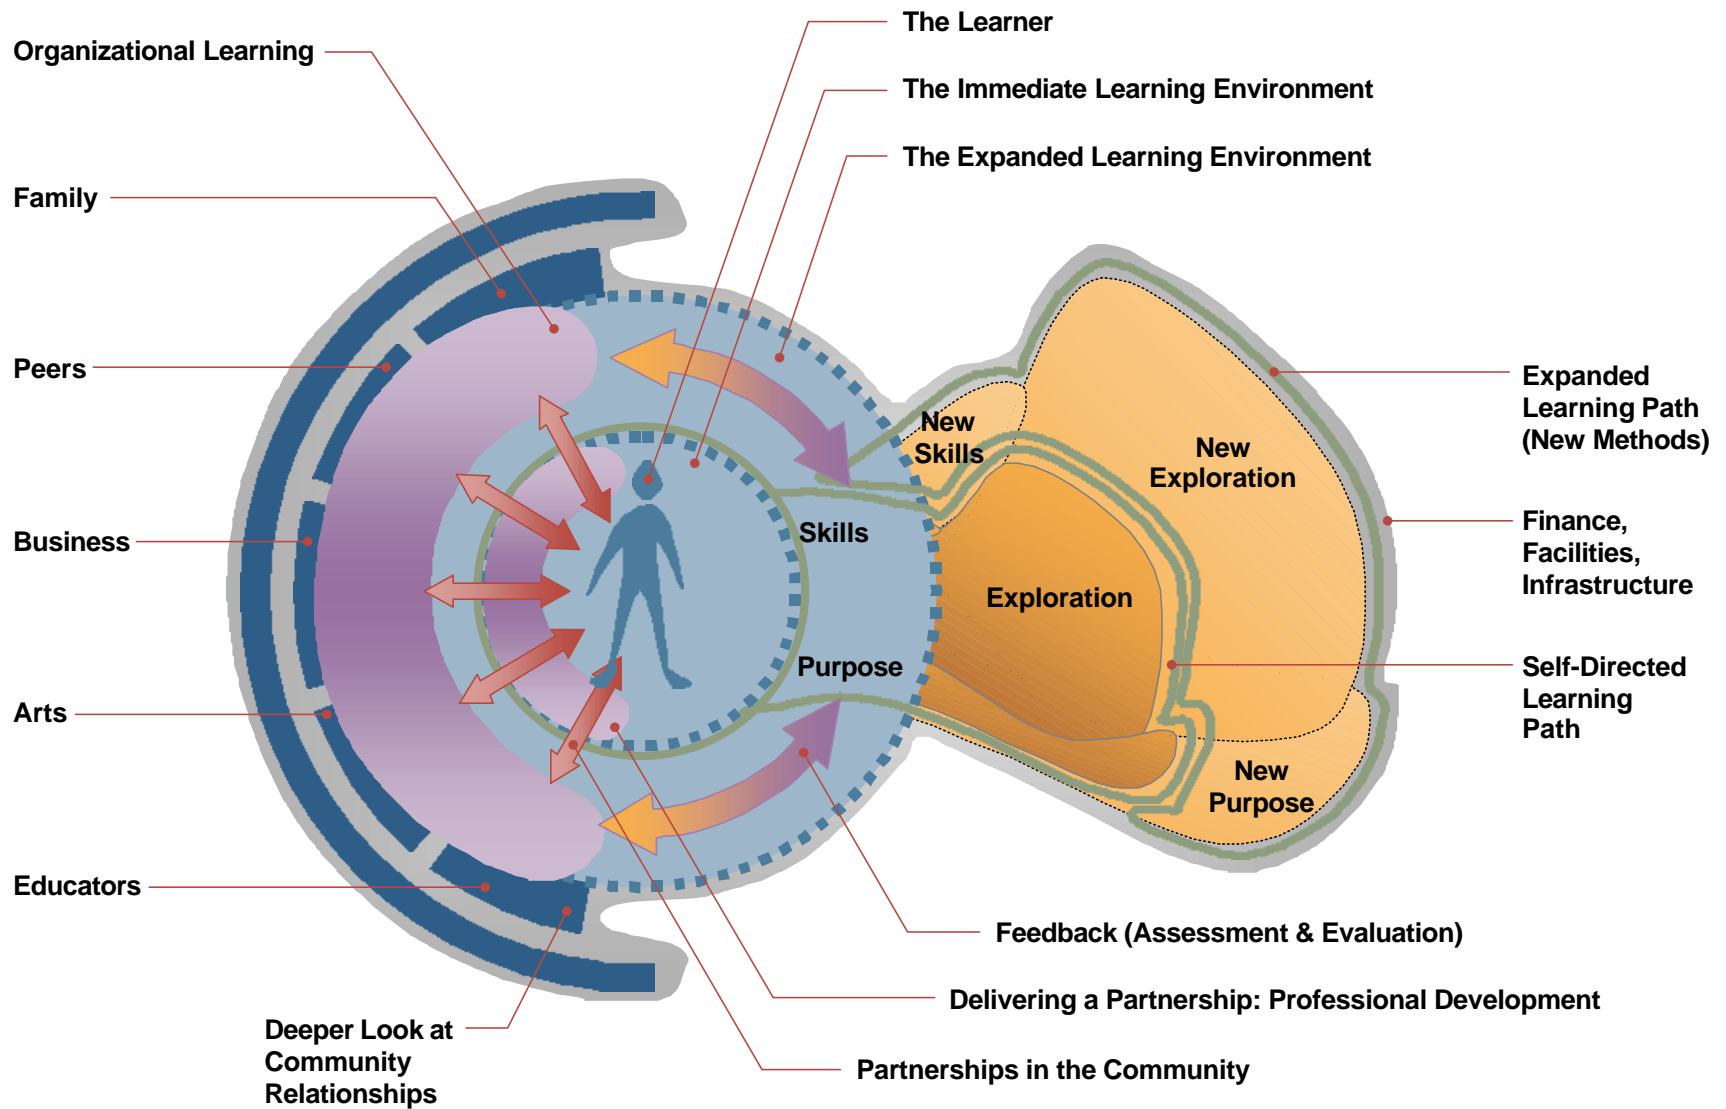 The Learner
Organizational Learning
The Immediate Learning Environment
The Expanded Learning Environment
Family
Peers
Expanded
Learning Path
(New Methods)
New
Skills
New
Exploration
Business
Skills
Finance,
Facilities,
Infrastructure
Exploration
Purpose
Self-Directed
Learning
Path
Arts
New
Purpose
Educators
Feedback (Assessment & Evaluation)
Delivering a Partnership: Professional Development
Deeper Look at
Community
Relationships
Partnerships in the Community